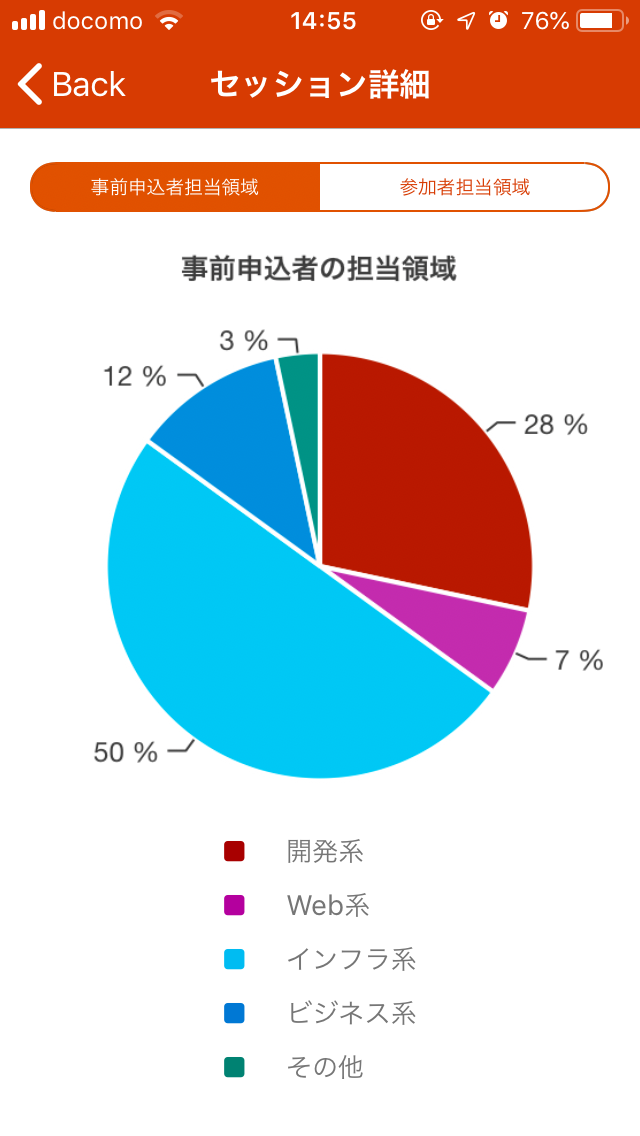 docomo 14:55 76%
Back セッション詳細
事前申込者担当領域 参加者担当領域
事前申込者の担当領域
3 %
12 %
28 %
7 %
50 %
開発系
Web系
インフラ系
ビジネス系
その他